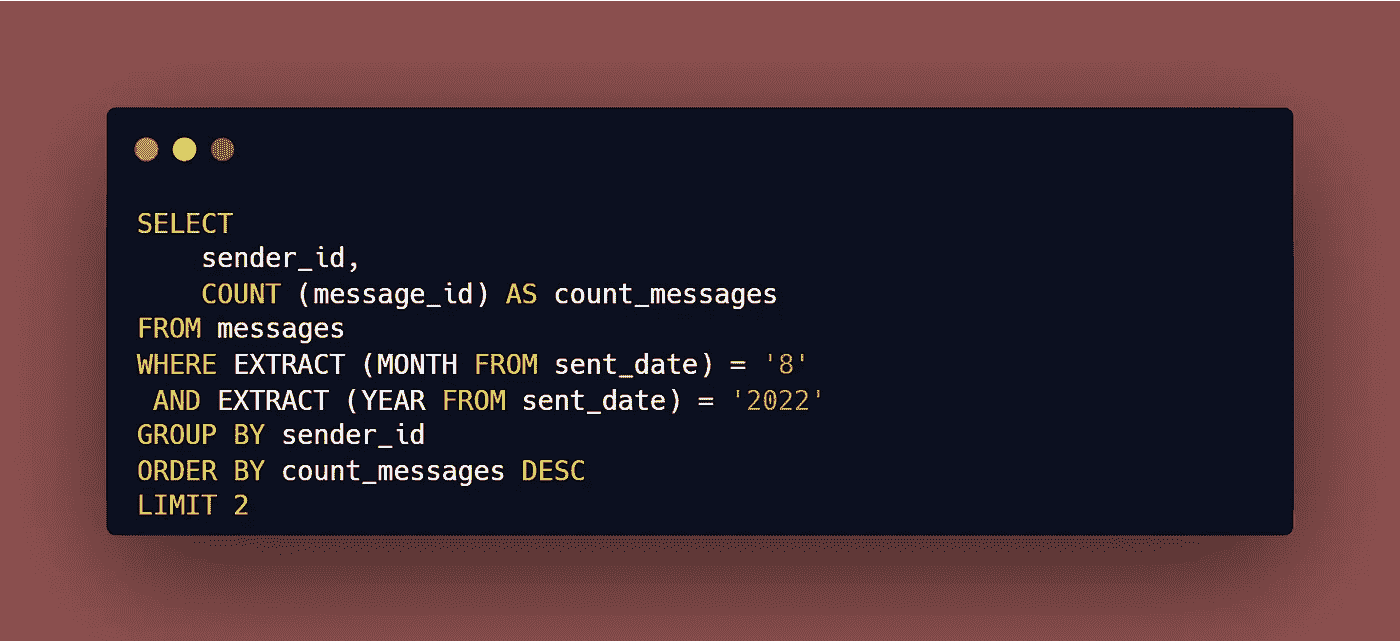 SELECT
    sender_id,
    COUNT (message_id) AS count_messages
FROM messages
WHERE EXTRACT (MONTH FROM sent_date) = '8'
 AND EXTRACT (YEAR FROM sent_date) = '2022'
GROUP BY sender_id
ORDER BY count_messages DESC
LIMIT 2